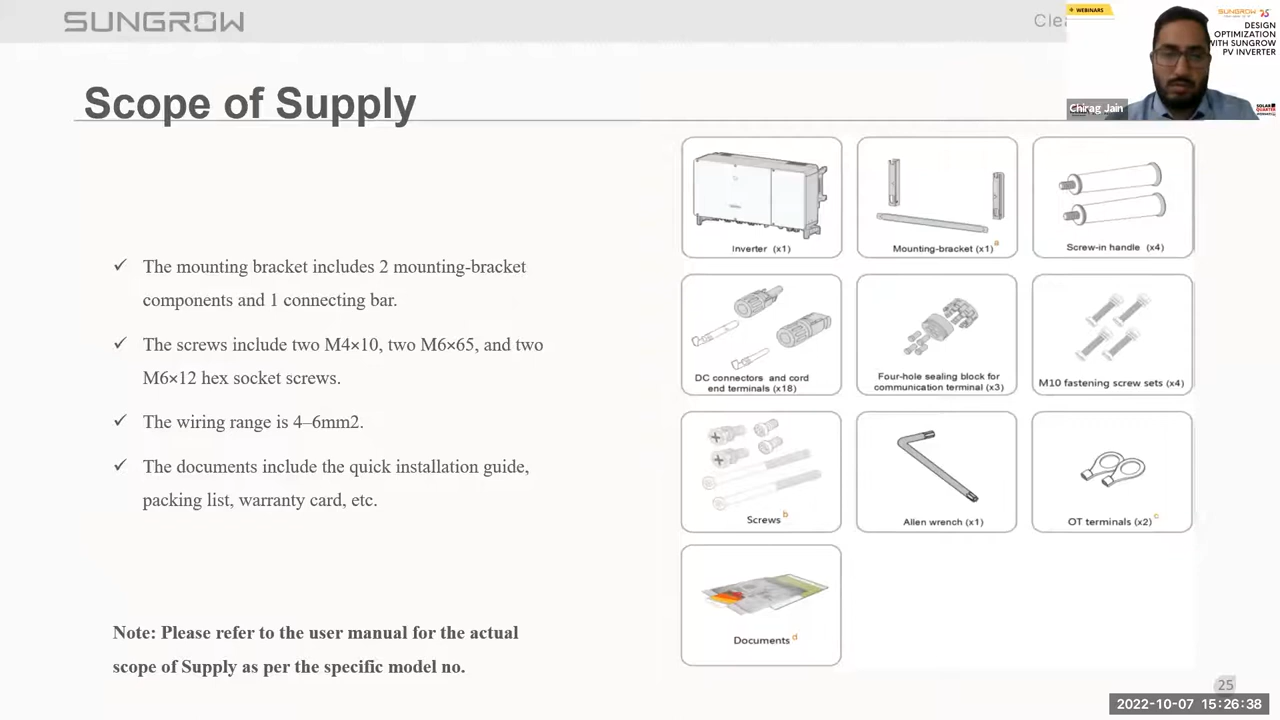 SUNGROW
WEBINARS
SUNGROW
DESIGN
OPTIMIZATION
WITH SUNGROW
PV INVERTER
Chirag Jain
SOLAR
QUARTER
Scope of Supply
The mounting bracket includes 2 mounting-bracket
components and 1 connecting bar.
The screws include two M4×10, two M6×65, and two
M6×12 hex socket screws.
The wiring range is 4–6mm2.
The documents include the quick installation guide,
packing list, warranty card, etc.
Note: Please refer to the user manual for the actual
scope of Supply as per the specific model no.
Inverter (x1)
Mounting-bracket (x1) a
Screw-in handle (x4)
DC connectors and cord
end terminals (x18)
Four-hole sealing block for
communication terminal (x3)
M10 fastening screw sets (x4)
Screws b
Allen wrench (x1)
OT terminals (x2) c
Documents d
25
2022-10-07 15:26:38